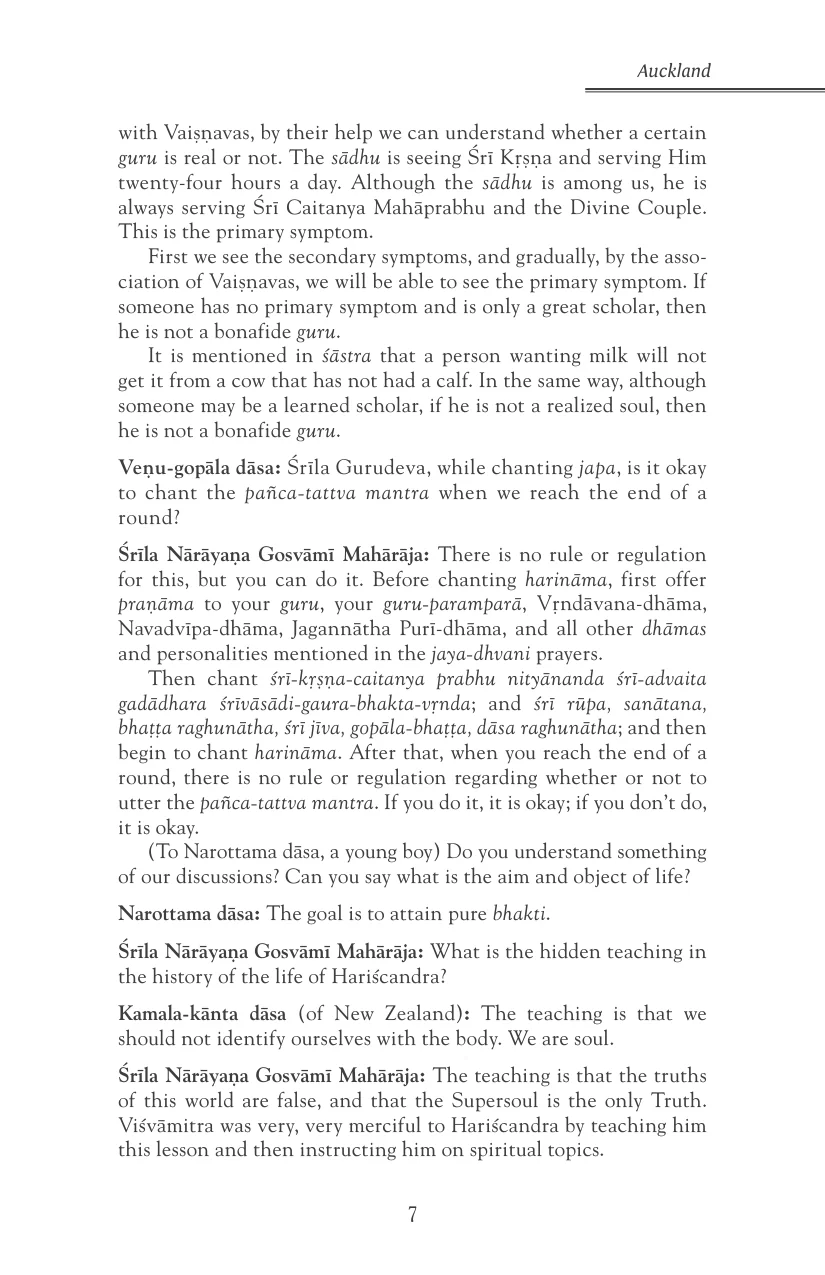 Auckland
with Vaiṣṇavas, by their help we can understand whether a certain
guru is real or not. The sādhu is seeing Śrī Kṛṣṇa and serving Him
twenty-four hours a day. Although the sādhu is among us, he is
always serving Śrī Caitanya Mahāprabhu and the Divine Couple.
This is the primary symptom.
First we see the secondary symptoms, and gradually, by the asso-
ciation of Vaiṣṇavas, we will be able to see the primary symptom. If
someone has no primary symptom and is only a great scholar, then
he is not a bonafide guru.
It is mentioned in śāstra that a person wanting milk will not
get it from a cow that has not had a calf. In the same way, although
someone may be a learned scholar, if he is not a realized soul, then
he is not a bonafide guru.
Veṇu-gopāla dāsa: Śrīla Gurudeva, while chanting japa, is it okay
to chant the pañca-tattva mantra when we reach the end of a
round?
Śrīla Nārāyaṇa Gosvāmī Mahārāja: There is no rule or regulation
for this, but you can do it. Before chanting harināma, first offer
praṇāma to your guru, your guru-paramparā, Vṛndāvana-dhāma,
Navadvīpa-dhāma, Jagannātha Purī-dhāma, and all other dhāmas
and personalities mentioned in the jaya-dhvani prayers.
Then chant śrī-kṛṣṇa-caitanya prabhu nityānanda śrī-advaita
gadādhara śrīvāsādi-gaura-bhakta-vṛnda; and śrī rūpa, sanātana,
bhaṭṭa raghunātha, śrī jīva, gopāla-bhaṭṭa, dāsa raghunātha; and then
begin to chant harināma. After that, when you reach the end of a
round, there is no rule or regulation regarding whether or not to
utter the pañca-tattva mantra. If you do it, it is okay; if you don’t do,
it is okay.
(To Narottama dāsa, a young boy) Do you understand something
of our discussions? Can you say what is the aim and object of life?
Narottama dāsa: The goal is to attain pure bhakti.
Śrīla Nārāyaṇa Gosvāmī Mahārāja: What is the hidden teaching in
the history of the life of Hariścandra?
Kamala-kānta dāsa (of New Zealand): The teaching is that we
should not identify ourselves with the body. We are soul.
Śrīla Nārāyaṇa Gosvāmī Mahārāja: The teaching is that the truths
of this world are false, and that the Supersoul is the only Truth.
Viśvāmitra was very, very merciful to Hariścandra by teaching him
this lesson and then instructing him on spiritual topics.
7